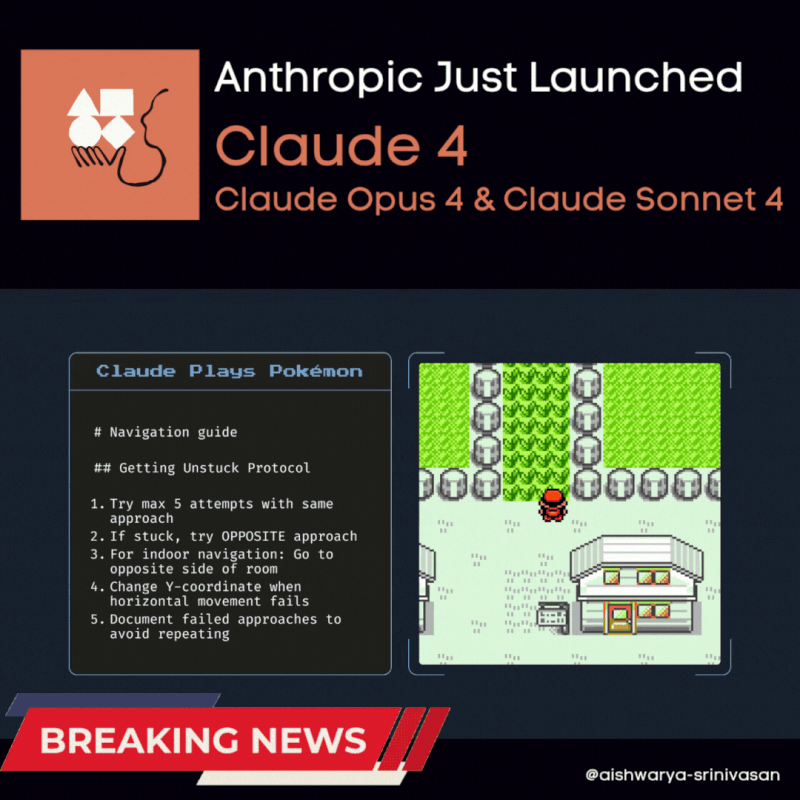 Anthropic Just Launched
Claude 4
Claude Opus 4 & Claude Sonnet 4
Claude Plays Pokémon
# Navigation guide
## Getting Unstuck Protocol
1. Try max 5 attempts with same
approach
2. If stuck, try OPPOSITE approach
3. For indoor navigation: Go to
opposite side of room
4. Change Y-coordinate when
horizontal movement fails
5. Document failed approaches to
avoid repeating
BREAKING NEWS
@aishwarya-srinivasan